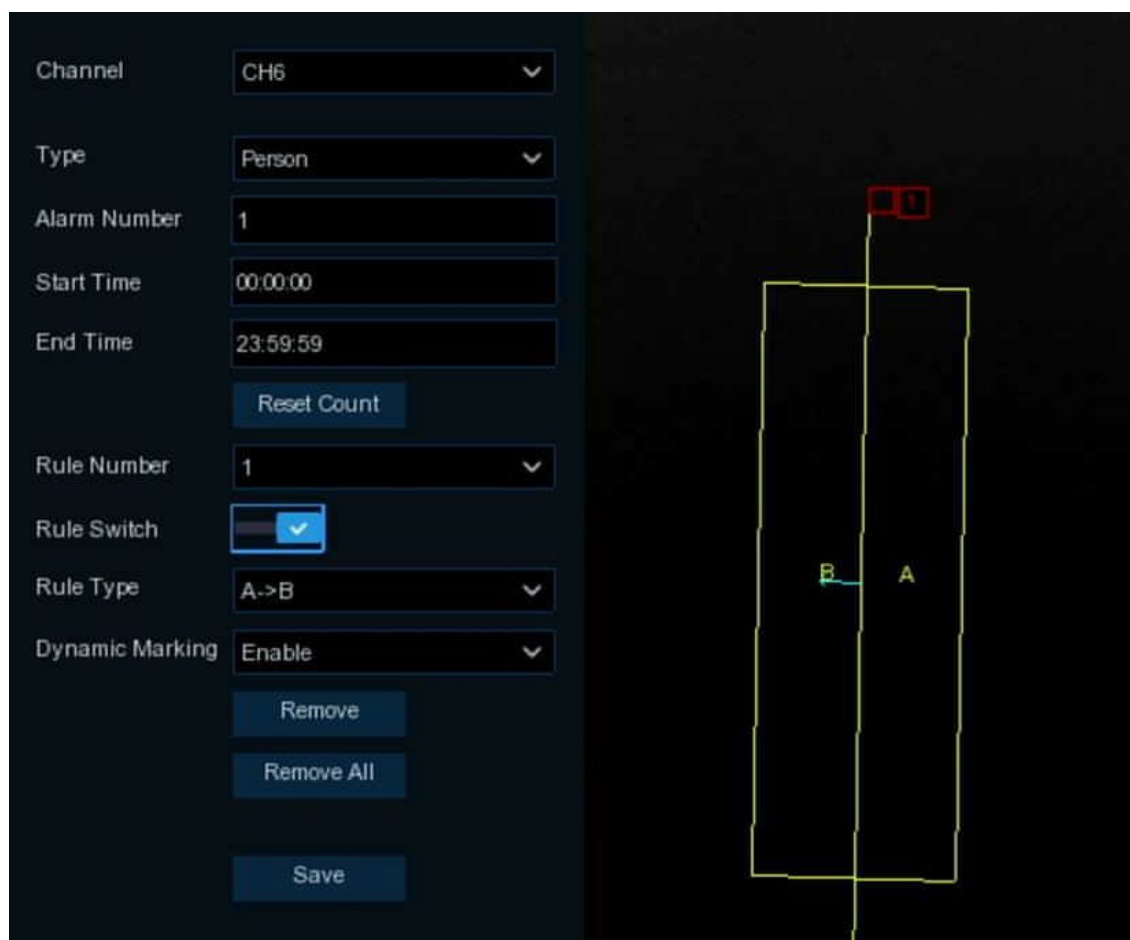 Channel CH6
Type Person
Alarm Number 1
Start Time 00:00:00
End Time 23:59:59
Reset Count
Rule Number 1
Rule Switch
Rule Type A->B
Dynamic Marking Enable
Remove
Remove All
Save
1
B A